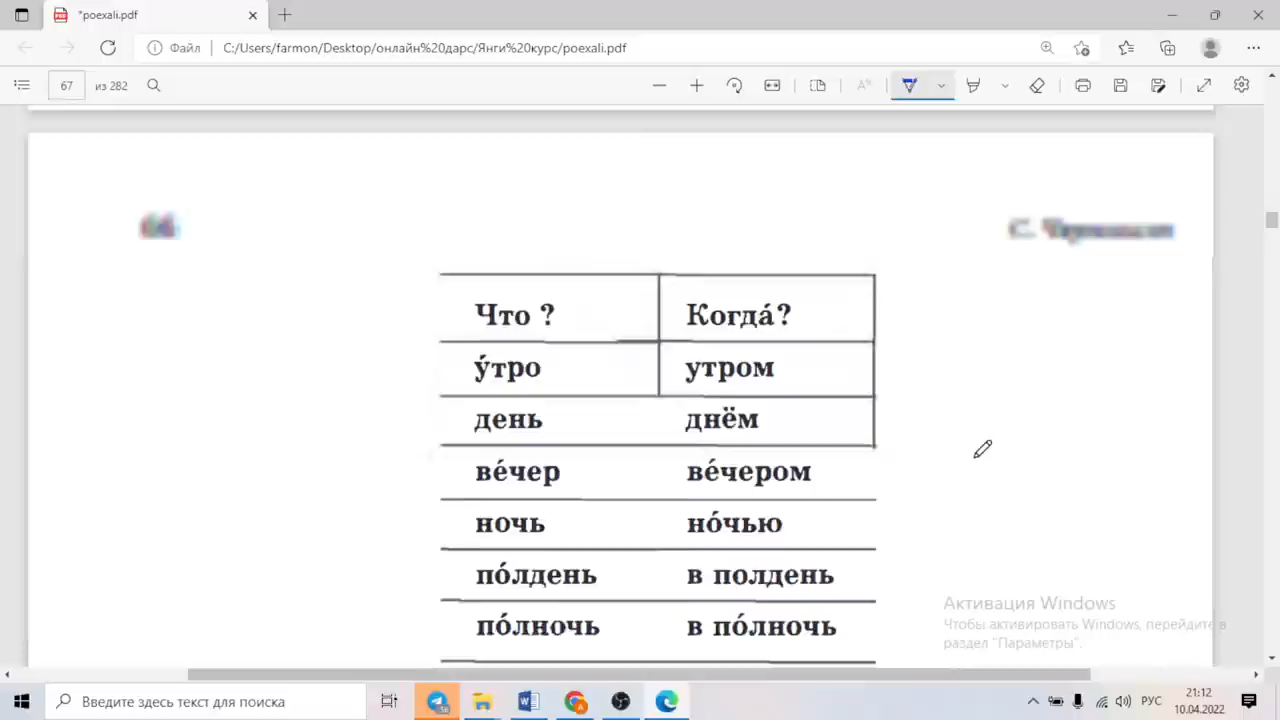 *poexali.pdf
Файл C:/Users/farmon/Desktop/онлайн%20дарс/Янги%20курс/poexali.pdf
67 из 282
Что ? Когда́?
у́тро утром
день днём
ве́чер ве́чером
ночь но́чью
по́лдень в полдень
по́лночь в по́лночь
Активация Windows
Чтобы активировать Windows, перейдите в
раздел "Параметры".
Введите здесь текст для поиска
РУС
21:12
10.04.2022